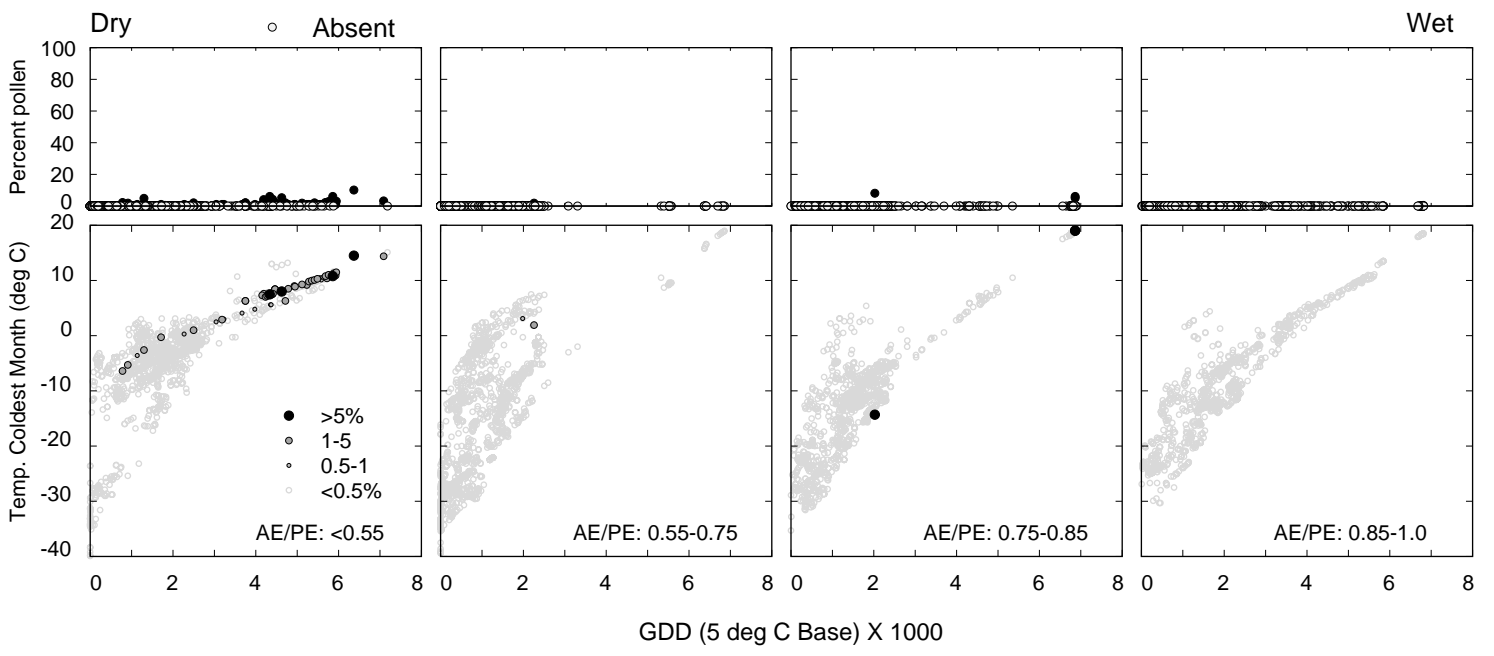 Dry
Absent
Wet
Percent pollen
100
80
60
40
20
0
Temp. Coldest Month (deg C)
20
10
0
-10
-20
-30
-40
>5%
1-5
0.5-1
<0.5%
AE/PE: <0.55
AE/PE: 0.55-0.75
AE/PE: 0.75-0.85
AE/PE: 0.85-1.0
0 2 4 6 8
0 2 4 6 8
0 2 4 6 8
0 2 4 6 8
GDD (5 deg C Base) X 1000